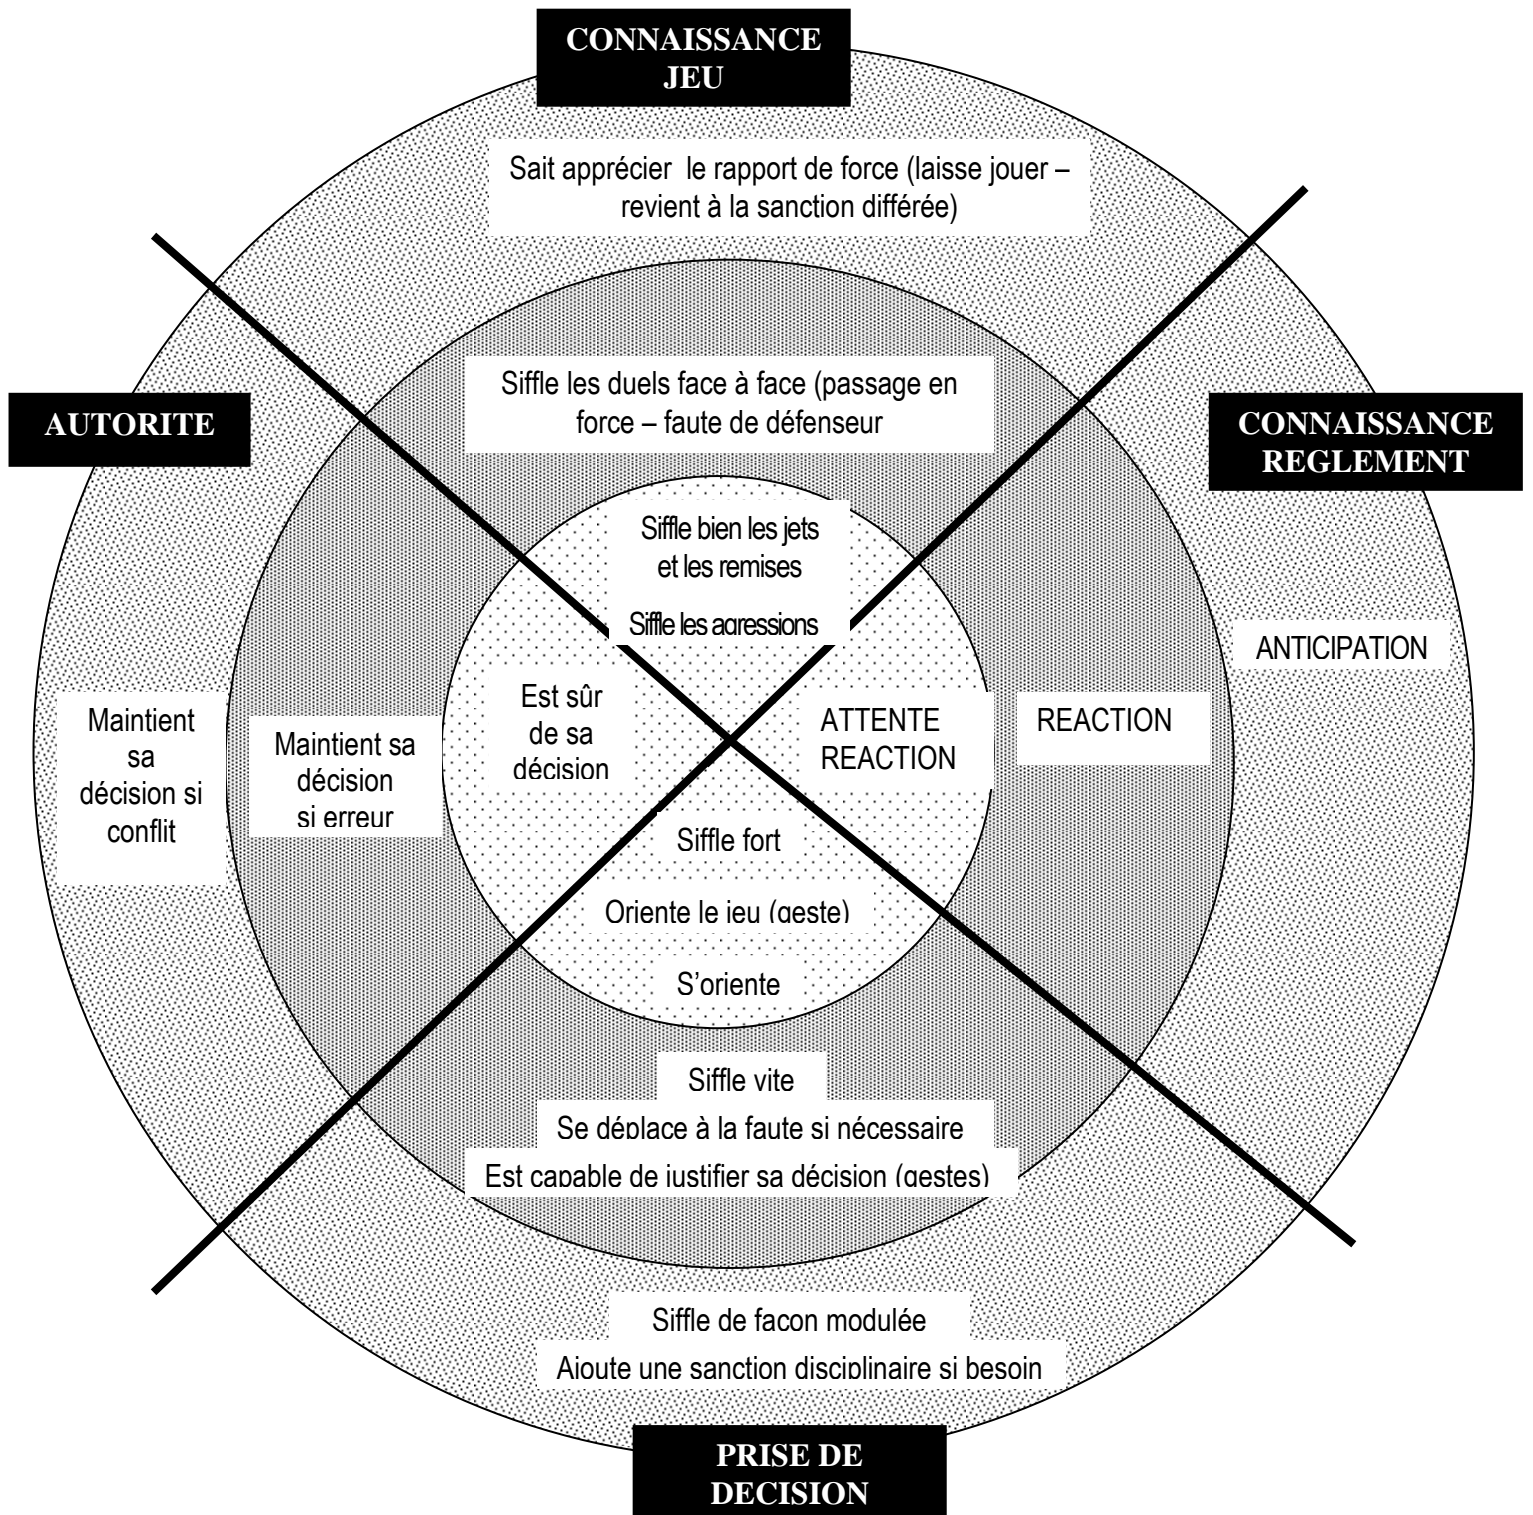 CONNAISSANCE
JEU
Sait apprécier le rapport de force (laisse jouer –
revient à la sanction différée)
Siffle les duels face à face (passage en
force – faute de défenseur
AUTORITE
CONNAISSANCE
REGLEMENT
Siffle bien les jets
et les remises
Siffle les agressions
Maintient
sa
décision si
conflit
Maintient sa
décision
si erreur
Est sûr
de sa
décision
ATTENTE
REACTION
REACTION
ANTICIPATION
Siffle fort
Oriente le jeu (geste)
S’oriente
Siffle vite
Se déplace à la faute si nécessaire
Est capable de justifier sa décision (gestes)
Siffle de façon modulée
Ajoute une sanction disciplinaire si besoin
PRISE DE
DECISION